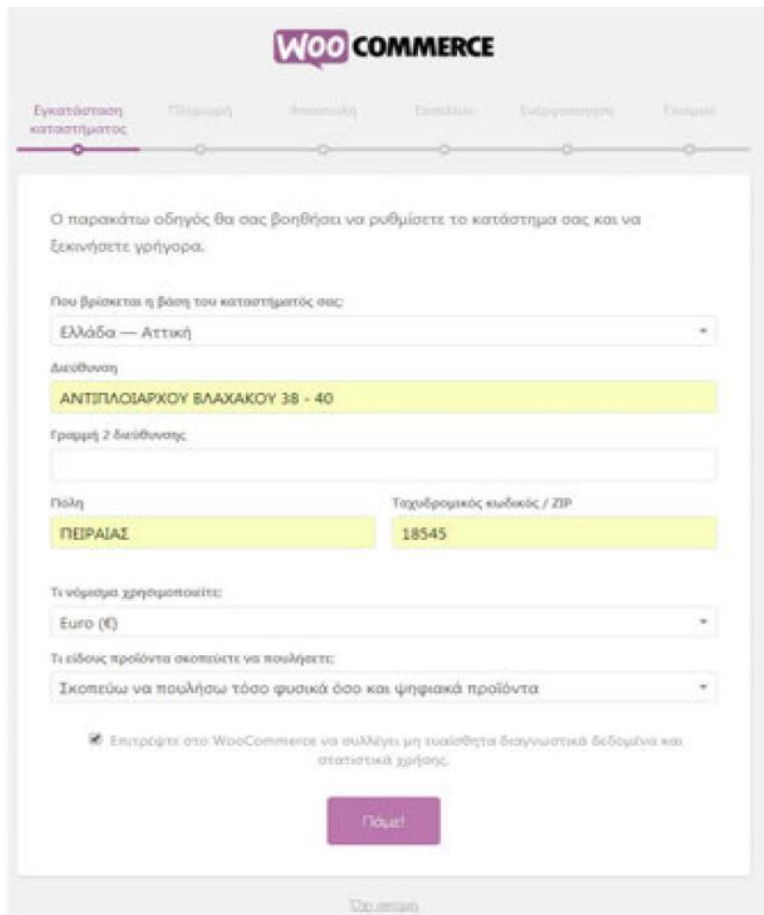 WOO COMMERCE
Εγκατάσταση
καταστήματος
Πληρωμή
Αποστολή
Ενεργοποίηση
Ο παρακάτω οδηγός θα σας βοηθήσει να ρυθμίσετε το κατάστημα σας και να
ξεκινήσετε γρήγορα.
Που βρίσκεται η βάση του καταστήματός σας;
Ελλάδα — Αττική
Διεύθυνση
ΑΝΤΙΠΛΟΙΑΡΧΟΥ ΒΛΑΧΑΚΟΥ 38 - 40
Γραμμή 2 διεύθυνσης
Πόλη
Ταχυδρομικός κωδικός / ZIP
ΠΕΙΡΑΙΑΣ
18545
Τι νόμισμα χρησιμοποιείτε;
Euro (€)
Τι είδους προϊόντα σκοπεύετε να πουλήσετε;
Σκοπεύω να πουλήσω τόσο φυσικά όσο και ψηφιακά προϊόντα
Επιτρέψτε στο WooCommerce να συλλέγει μη ευαίσθητα διαγνωστικά δεδομένα και
στατιστικά χρήσης.
Πάμε!